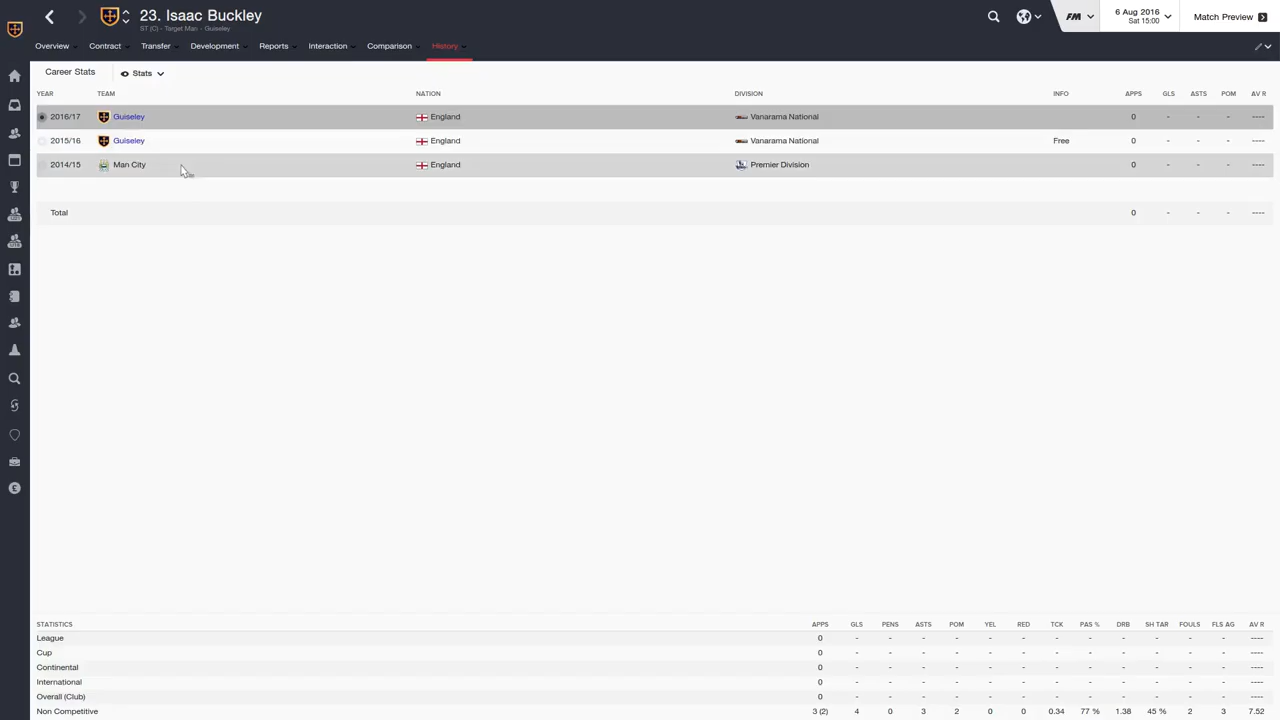 23. Isaac Buckley
ST (C) - Target Man - Guiseley
FM
6 Aug 2016
Sat 15:00
Match Preview
Overview Contract Transfer Development Reports Interaction Comparison History
Career Stats Stats
YEAR TEAM NATION DIVISION INFO APPS GLS ASTS POM AV R
2016/17 Guiseley England Vanarama National 0 - - - ----
2015/16 Guiseley England Vanarama National Free 0 - - - ----
2014/15 Man City England Premier Division 0 - - - ----
Total 0 - - - ----
STATISTICS APPS GLS PENS ASTS POM YEL RED TCK PAS % DRB SH TAR FOULS FLS AG AV R
League 0 - - - - - - - - - - - - ----
Cup 0 - - - - - - - - - - - - ----
Continental 0 - - - - - - - - - - - - ----
International 0 - - - - - - - - - - - - ----
Overall (Club) 0 - - - - - - - - - - - - ----
Non Competitive 3 (2) 4 0 3 2 0 0 0.34 77 % 1.38 45 % 2 3 7.52